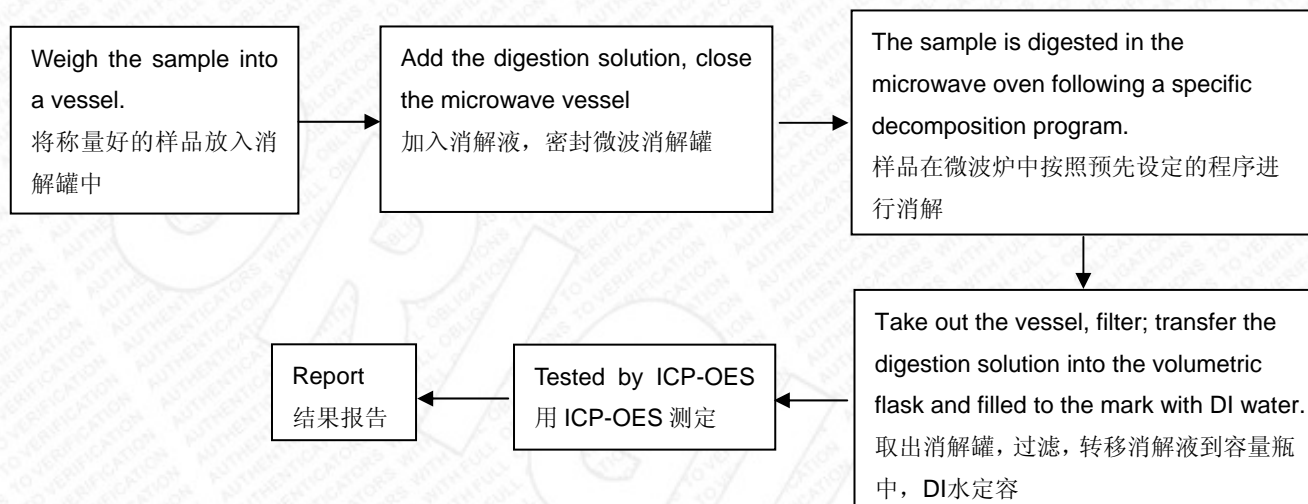 Weigh the sample into
a vessel.
将称量好的样品放入消
解罐中
Add the digestion solution, close
the microwave vessel
加入消解液，密封微波消解罐
The sample is digested in the
microwave oven following a specific
decomposition program.
样品在微波炉中按照预先设定的程序进
行消解
Take out the vessel, filter; transfer the
digestion solution into the volumetric
flask and filled to the mark with DI water.
取出消解罐，过滤，转移消解液到容量瓶
中，DI水定容
Tested by ICP-OES
用 ICP-OES 测定
Report
结果报告